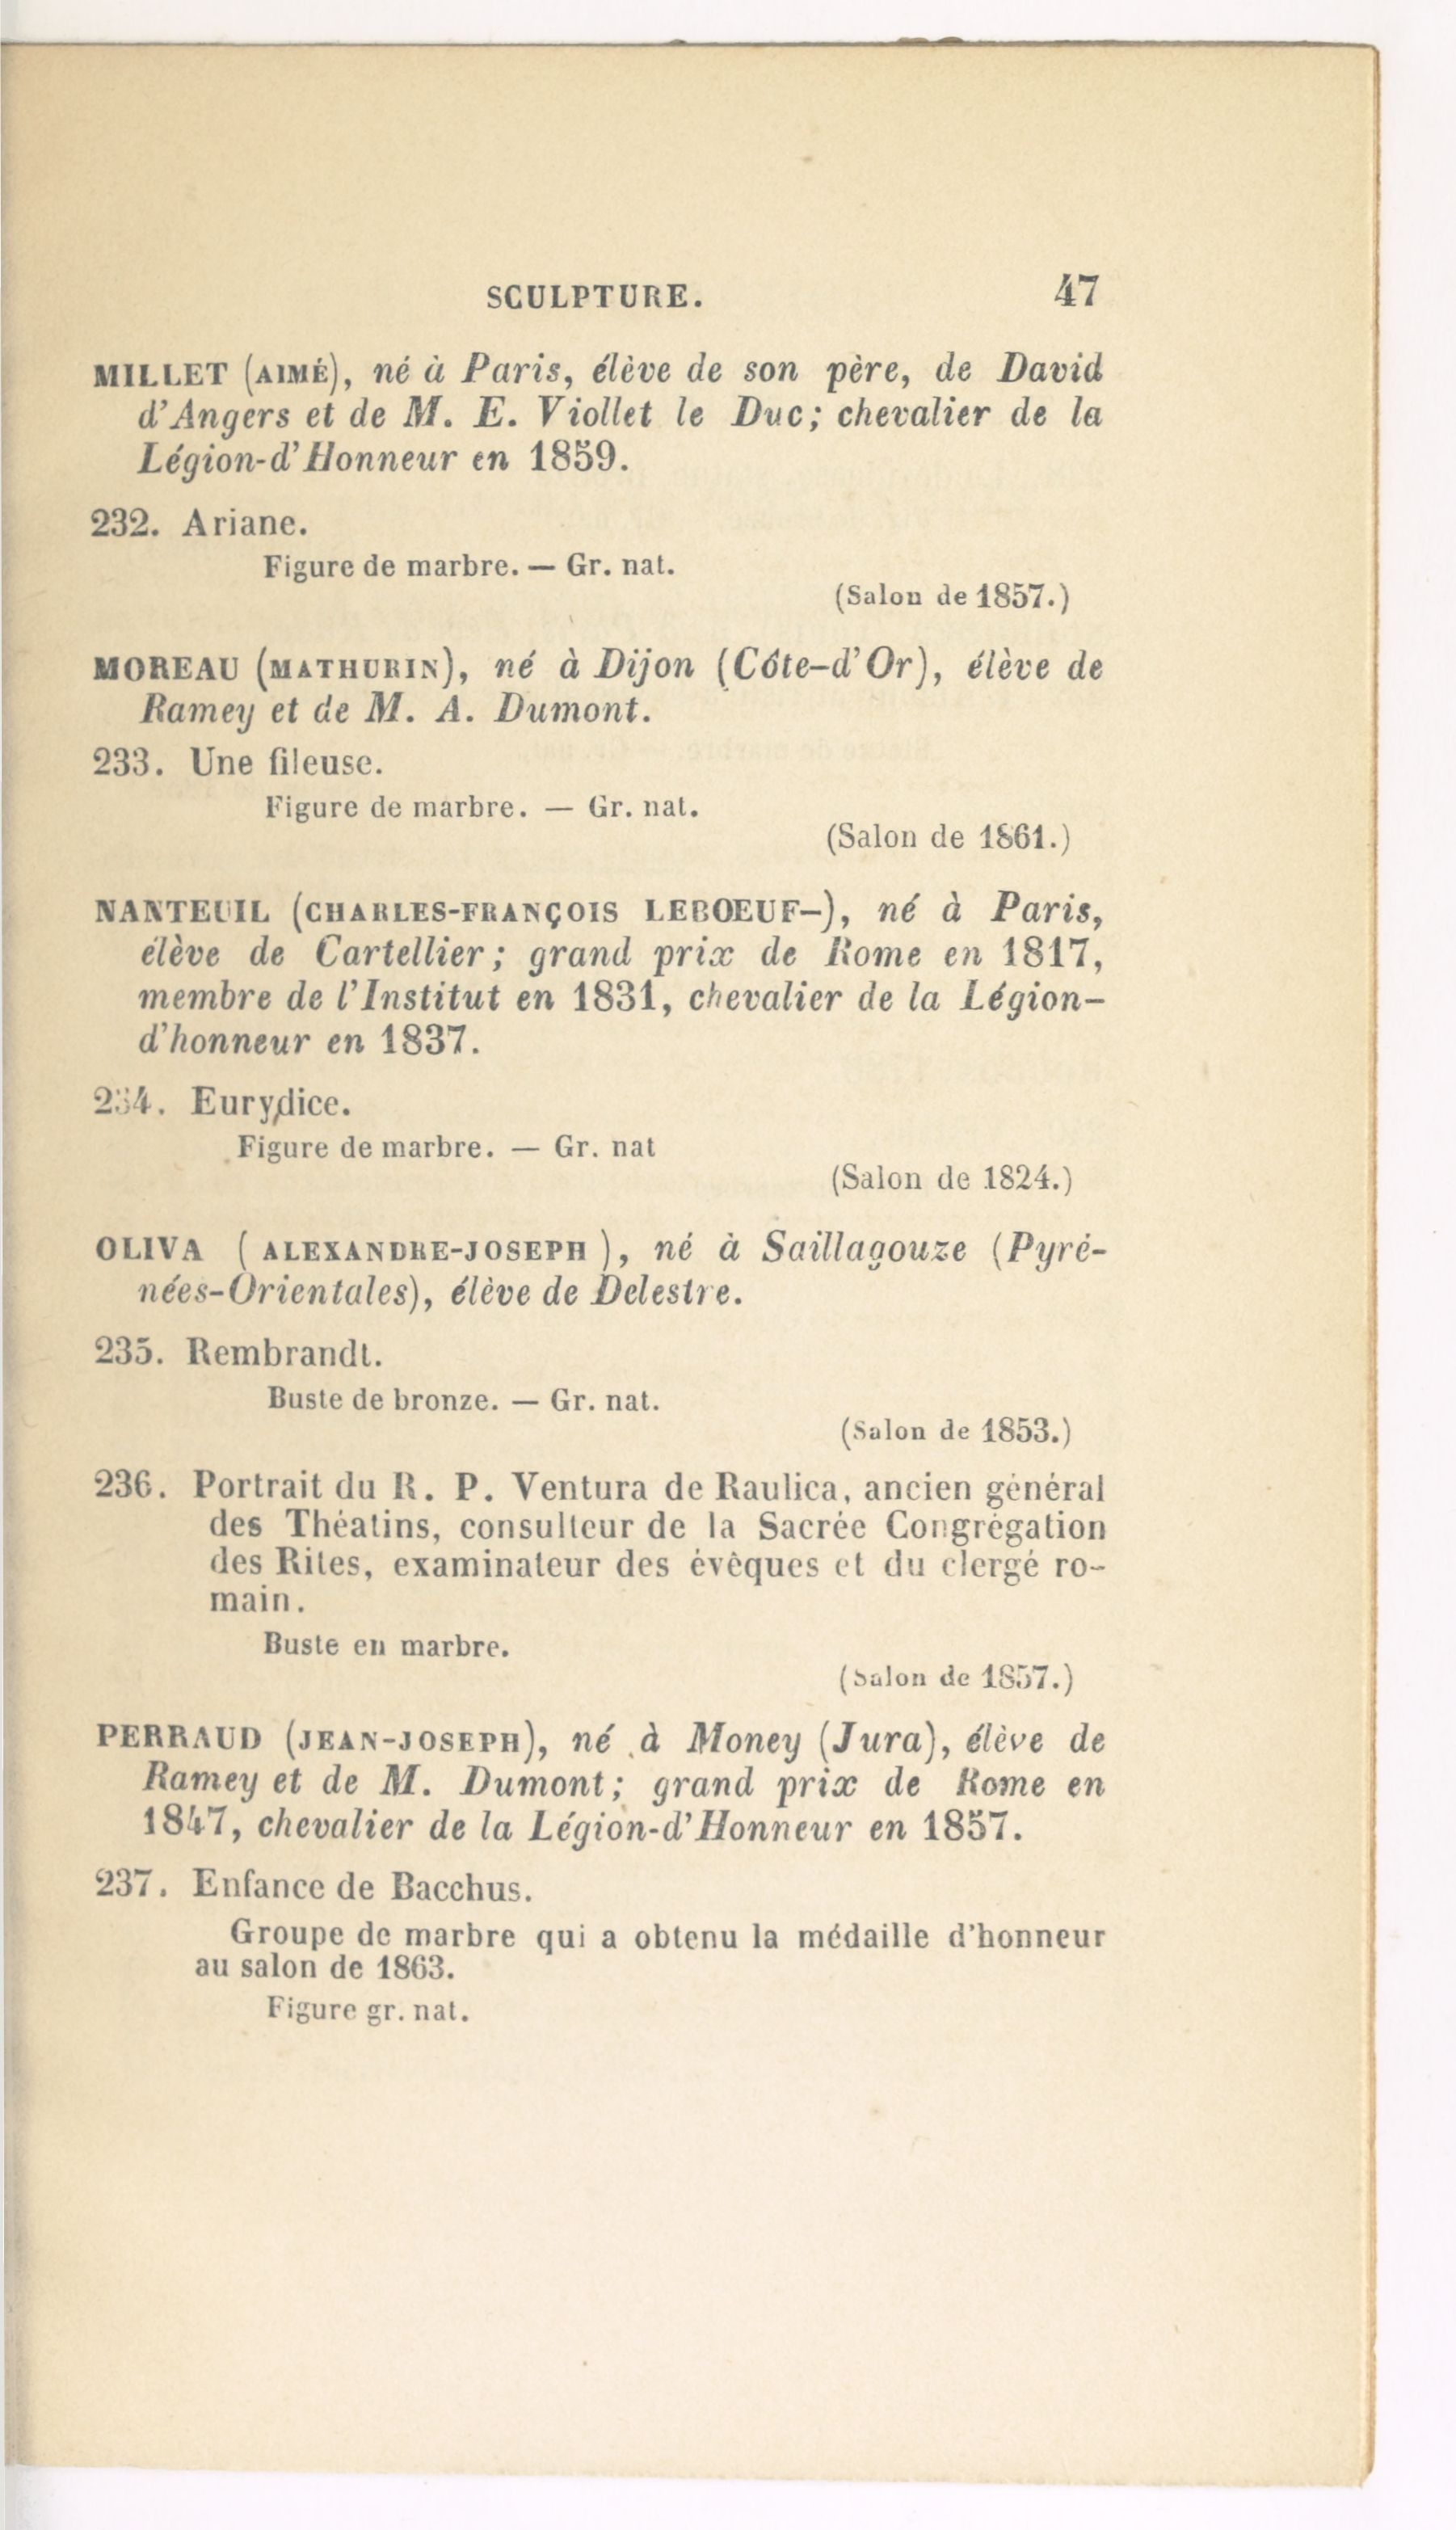 SCULPTURE. 47
MILLET (AIMÉ), né à Paris, élève de son père, de David
d'Angers et de M. E. Viollet le Duc; chevalier de la
Légion-d'Honneur en 1859.
232. Ariane.
Figure de marbre. — Gr. nat.
(Salon de 1857.)
MOREAU (MATHURIN), né à Dijon (Côte-d'Or), élève de
Ramey et de M. A. Dumont.
233. Une fileuse.
Figure de marbre. — Gr. nat.
(Salon de 1861.)
NANTEUIL (CHARLES-FRANÇOIS LEBOEUF-), né à Paris,
élève de Cartellier; grand prix de Rome en 1817,
membre de l'Institut en 1831, chevalier de la Légion-
d'honneur en 1837.
234. Eurydice.
Figure de marbre. — Gr. nat
(Salon de 1824.)
OLIVA (ALEXANDRE-JOSEPH), né à Saillagouze (Pyré-
nées-Orientales), élève de Delestre.
235. Rembrandt.
Buste de bronze. — Gr. nat.
(Salon de 1853.)
236. Portrait du R. P. Ventura de Raulica, ancien général
des Théatins, consulteur de la Sacrée Congrégation
des Rites, examinateur des évêques et du clergé ro-
main.
Buste en marbre.
(Salon de 1857.)
PERRAUD (JEAN-JOSEPH), né à Money (Jura), élève de
Ramey et de M. Dumont; grand prix de Rome en
1847, chevalier de la Légion-d'Honneur en 1857.
237. Enfance de Bacchus.
Groupe de marbre qui a obtenu la médaille d'honneur
au salon de 1863.
Figure gr. nat.